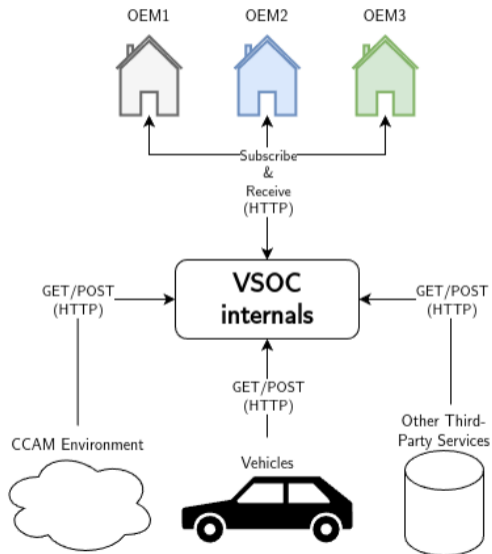 OEM1
OEM2
OEM3
Subscribe
&
Receive
(HTTP)
VSOC
internals
GET/POST
(HTTP)
GET/POST
(HTTP)
GET/POST
(HTTP)
CCAM Environment
Vehicles
Other Third-
Party Services